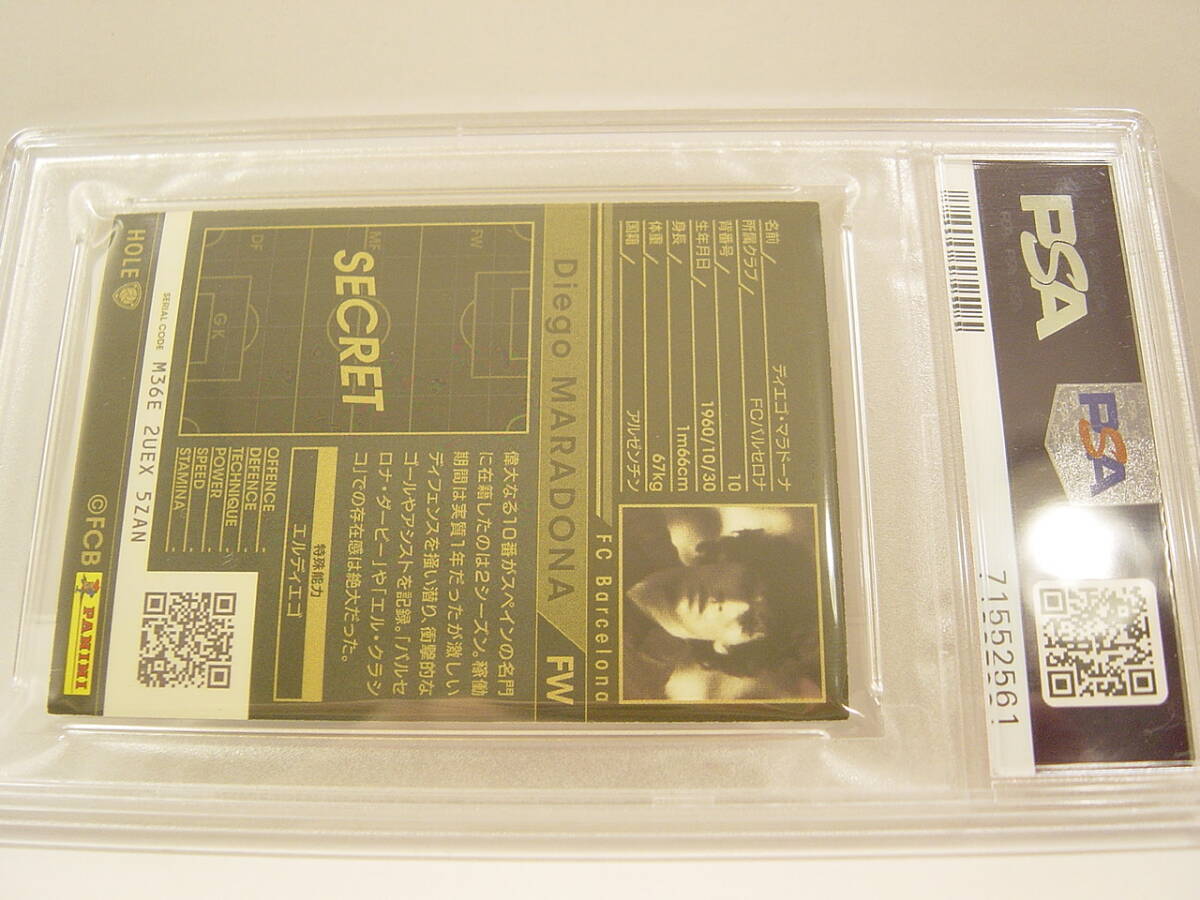 PSA
PSA
71552561
FC Barcelona
名前／ ディエゴ・マラドーナ
所属クラブ／ FCバルセロナ
背番号／ 10
生年月日／ 1960/10/30
身長／ 1m66cm
体重／ 67kg
国籍／ アルゼンチン
Diego MARADONA FW
FW
MF
DF
GK
SECRET
偉大なる10番がスペインの名門
に在籍したのは2シーズン。稼働
期間は実質1年だったが激しい
ディフェンスを掻い潜り、衝撃的な
ゴールやアシストを記録。「バルセ
ロナ・ダービー」や「エル・クラシ
コ」での存在感は絶大だった。
特殊能力
エルディエゴ
OFFENCE -
DEFENCE -
TECHNIQUE -
POWER -
SPEED -
STAMINA -
SERIAL CODE M36E 2UEX 5ZAN
HOLE
©FCB PANINI